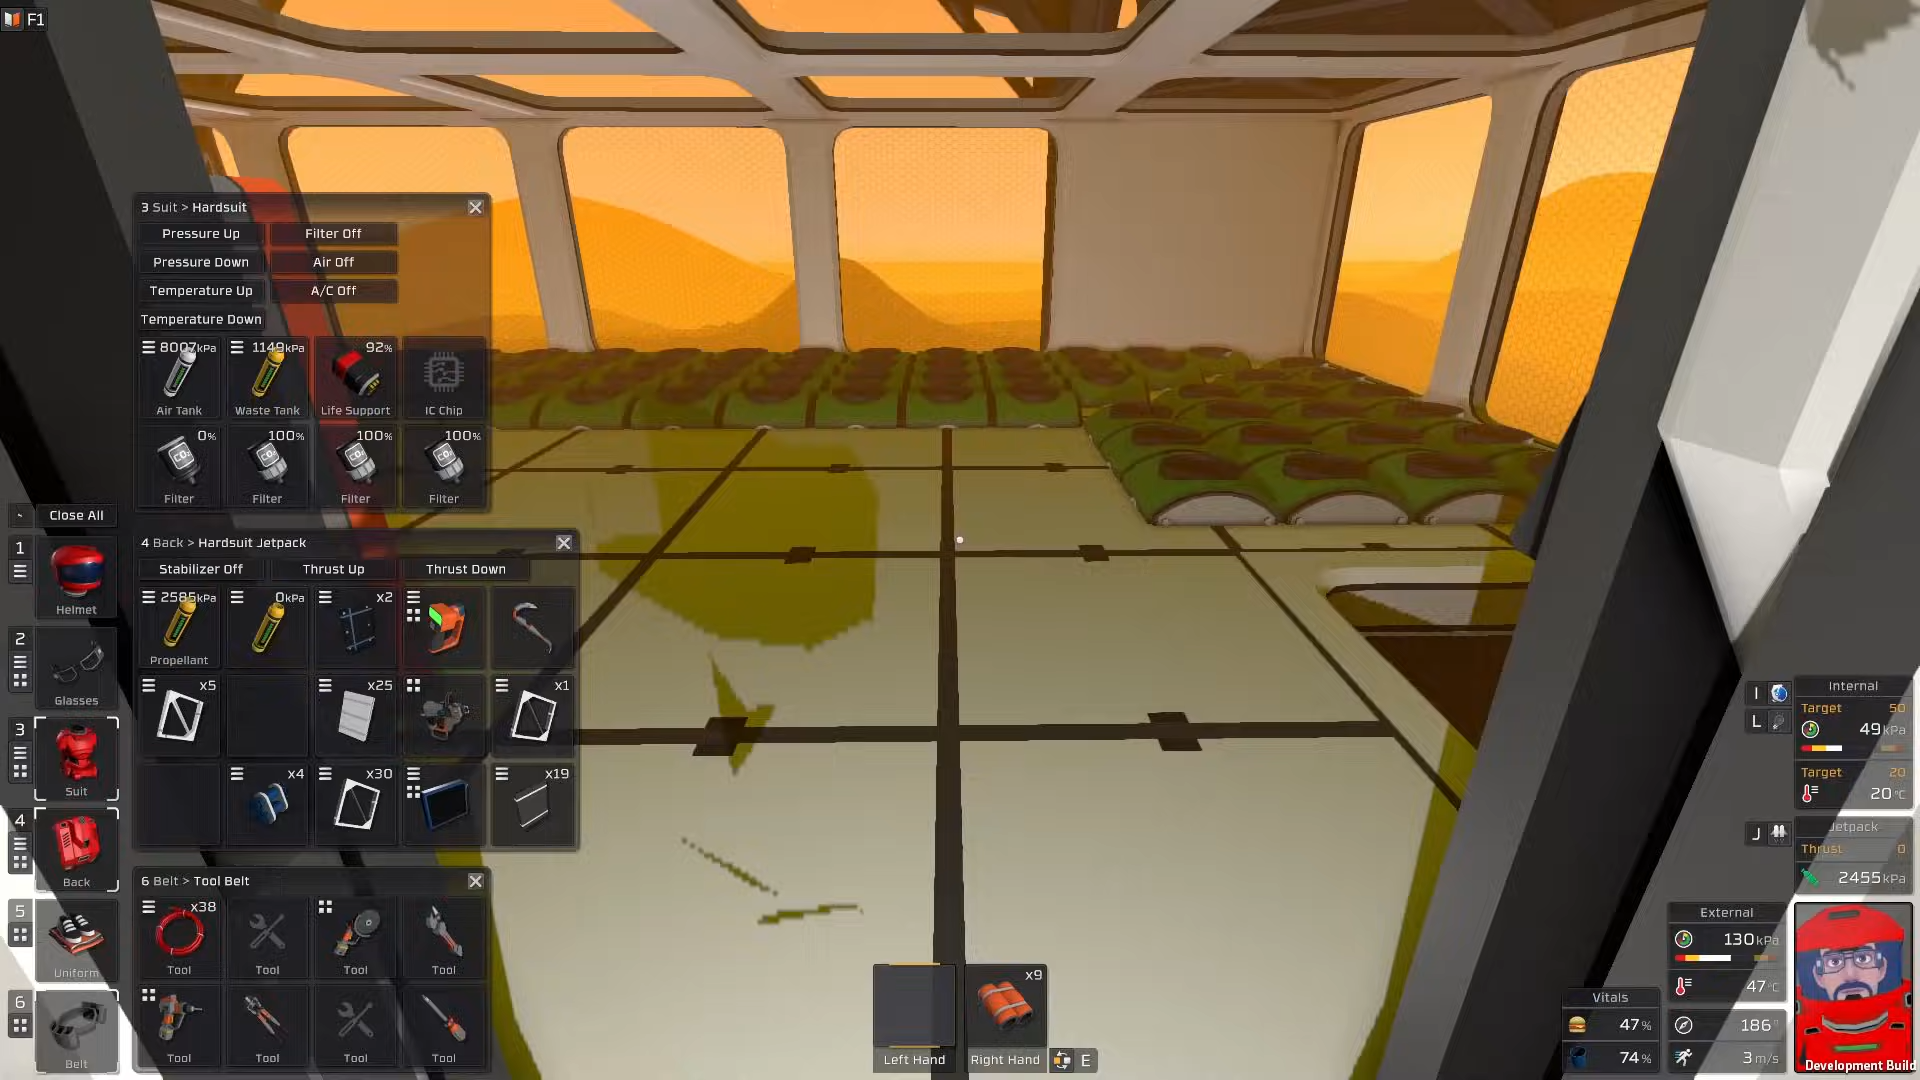 F1
3 Suit > Hardsuit
Pressure Up
Filter Off
Pressure Down
Air Off
Temperature Up
A/C Off
Temperature Down
8007kPa
1149kPa
92%
Air Tank
Waste Tank
Life Support
IC Chip
0%
100%
100%
100%
Filter
Filter
Filter
Filter
~
Close All
1
Helmet
2
Glasses
3
Suit
4
Back
5
Uniform
6
Belt
4 Back > Hardsuit Jetpack
Stabilizer Off
Thrust Up
Thrust Down
2585kPa
0kPa
x2
Propellant
x5
x25
x1
x4
x30
x19
6 Belt > Tool Belt
x38
Tool
Tool
Tool
Tool
Tool
Tool
Tool
Tool
x9
Left Hand
Right Hand
E
I
L
Internal
Target 50
49kPa
Target 20
20°C
J
Jetpack
Thrust 0
2455kPa
External
130kPa
47°C
Vitals
47%
74%
186°
3m/s
Development Build